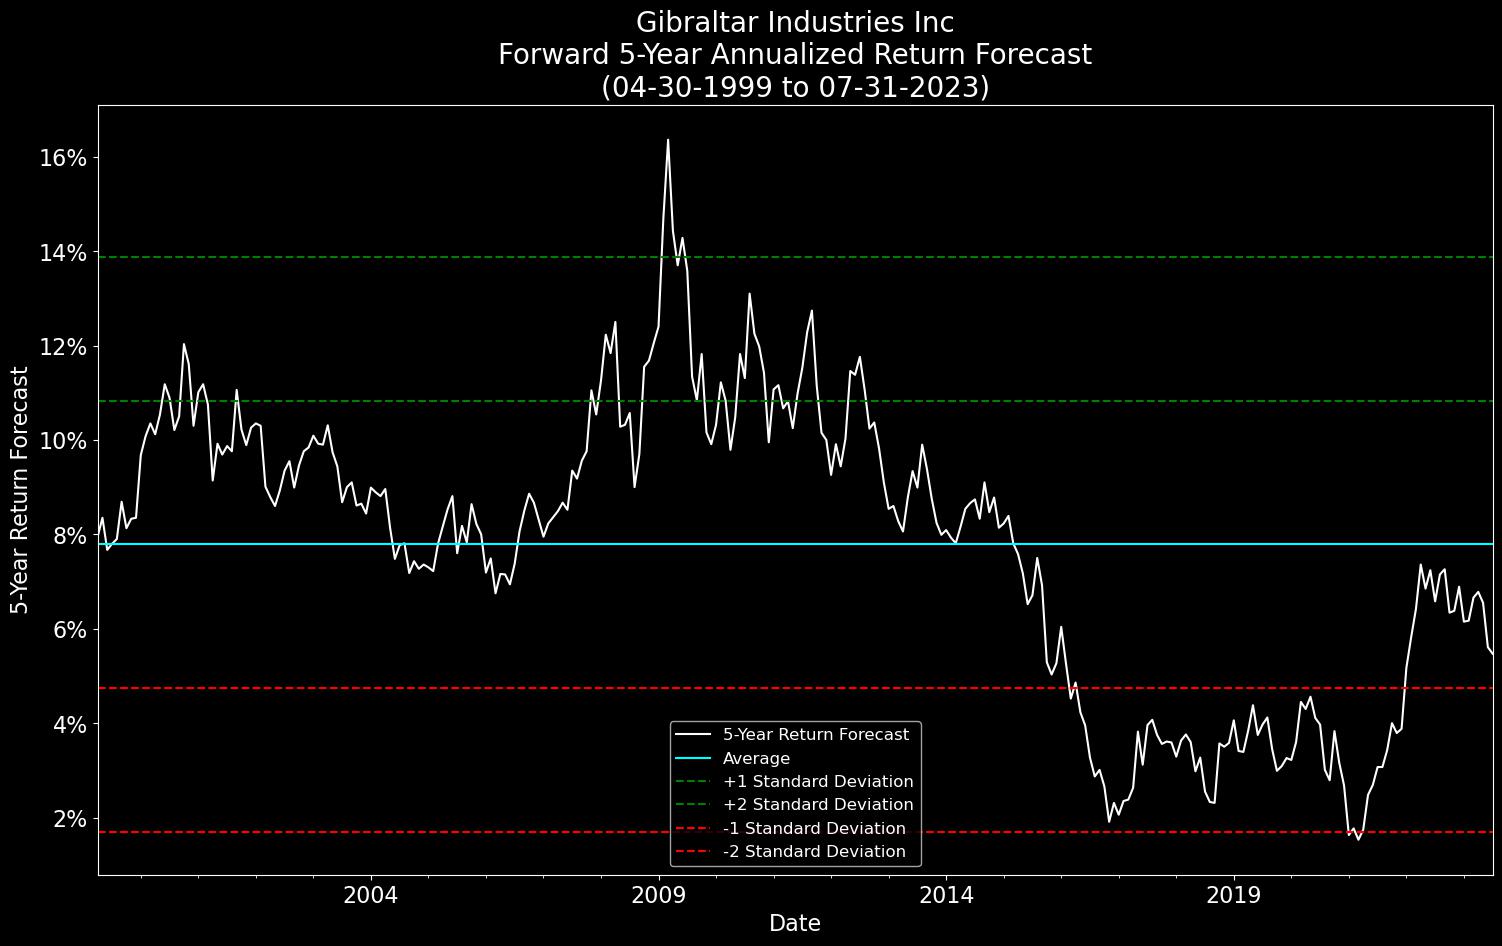 Gibraltar Industries Inc
Forward 5-Year Annualized Return Forecast
(04-30-1999 to 07-31-2023)
5-Year Return Forecast
16%
14%
12%
10%
8%
6%
4%
2%
5-Year Return Forecast
Average
+1 Standard Deviation
+2 Standard Deviation
-1 Standard Deviation
-2 Standard Deviation
2004
2009
2014
2019
Date